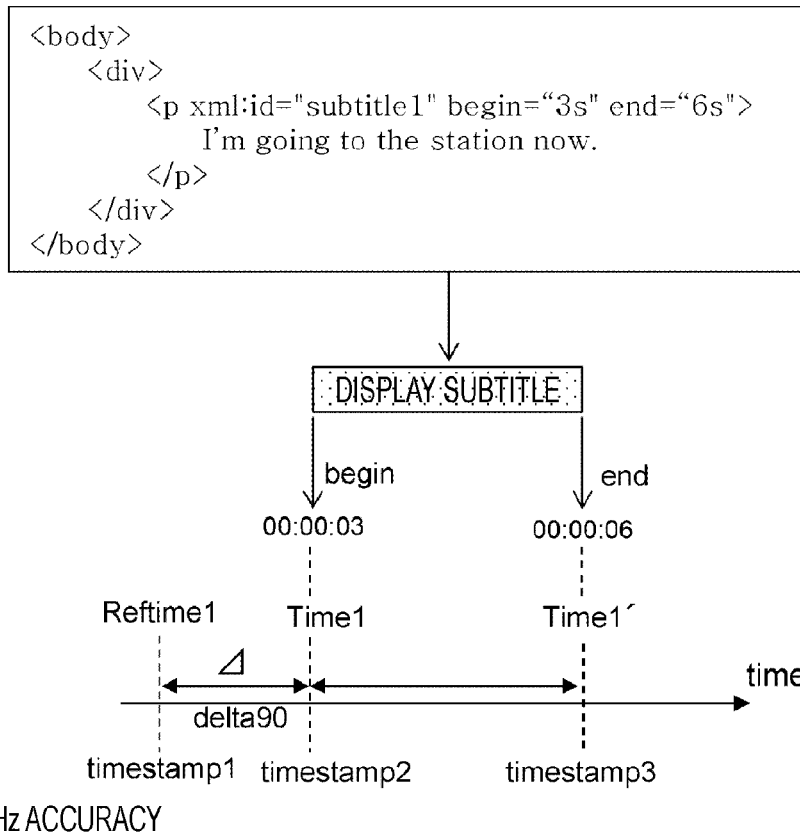 <body>
<div>
<p xml:id="subtitle1" begin=“3s" end=“6s">
I’m going to the station now.
</p>
</div>
</body>
DISPLAY SUBTITLE
begin
end
00:00:03
00:00:06
Reftime1
Time1
Time1´
⊿
time
delta90
timestamp1
timestamp2
timestamp3
Hz ACCURACY